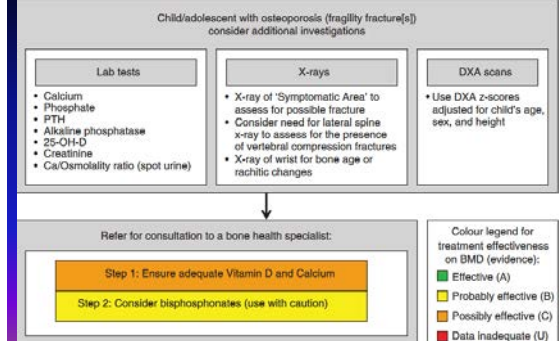 Child/adolescent with osteoporosis (fragility fracture[s])
consider additional investigations
Lab tests
• Calcium
• Phosphate
• PTH
• Alkaline phosphatase
• 25-OH-D
• Creatinine
• Ca/Osmolality ratio (spot urine)
X-rays
• X-ray of 'Symptomatic Area' to
assess for possible fracture
• Consider need for lateral spine
x-ray to assess for the presence
of vertebral compression fractures
• X-ray of wrist for bone age or
rachitic changes
DXA scans
• Use DXA z-scores
adjusted for child's age,
sex, and height
Refer for consultation to a bone health specialist:
Step 1: Ensure adequate Vitamin D and Calcium
Step 2: Consider bisphosphonates (use with caution)
Colour legend for
treatment effectiveness
on BMD (evidence):
Effective (A)
Probably effective (B)
Possibly effective (C)
Data inadequate (U)